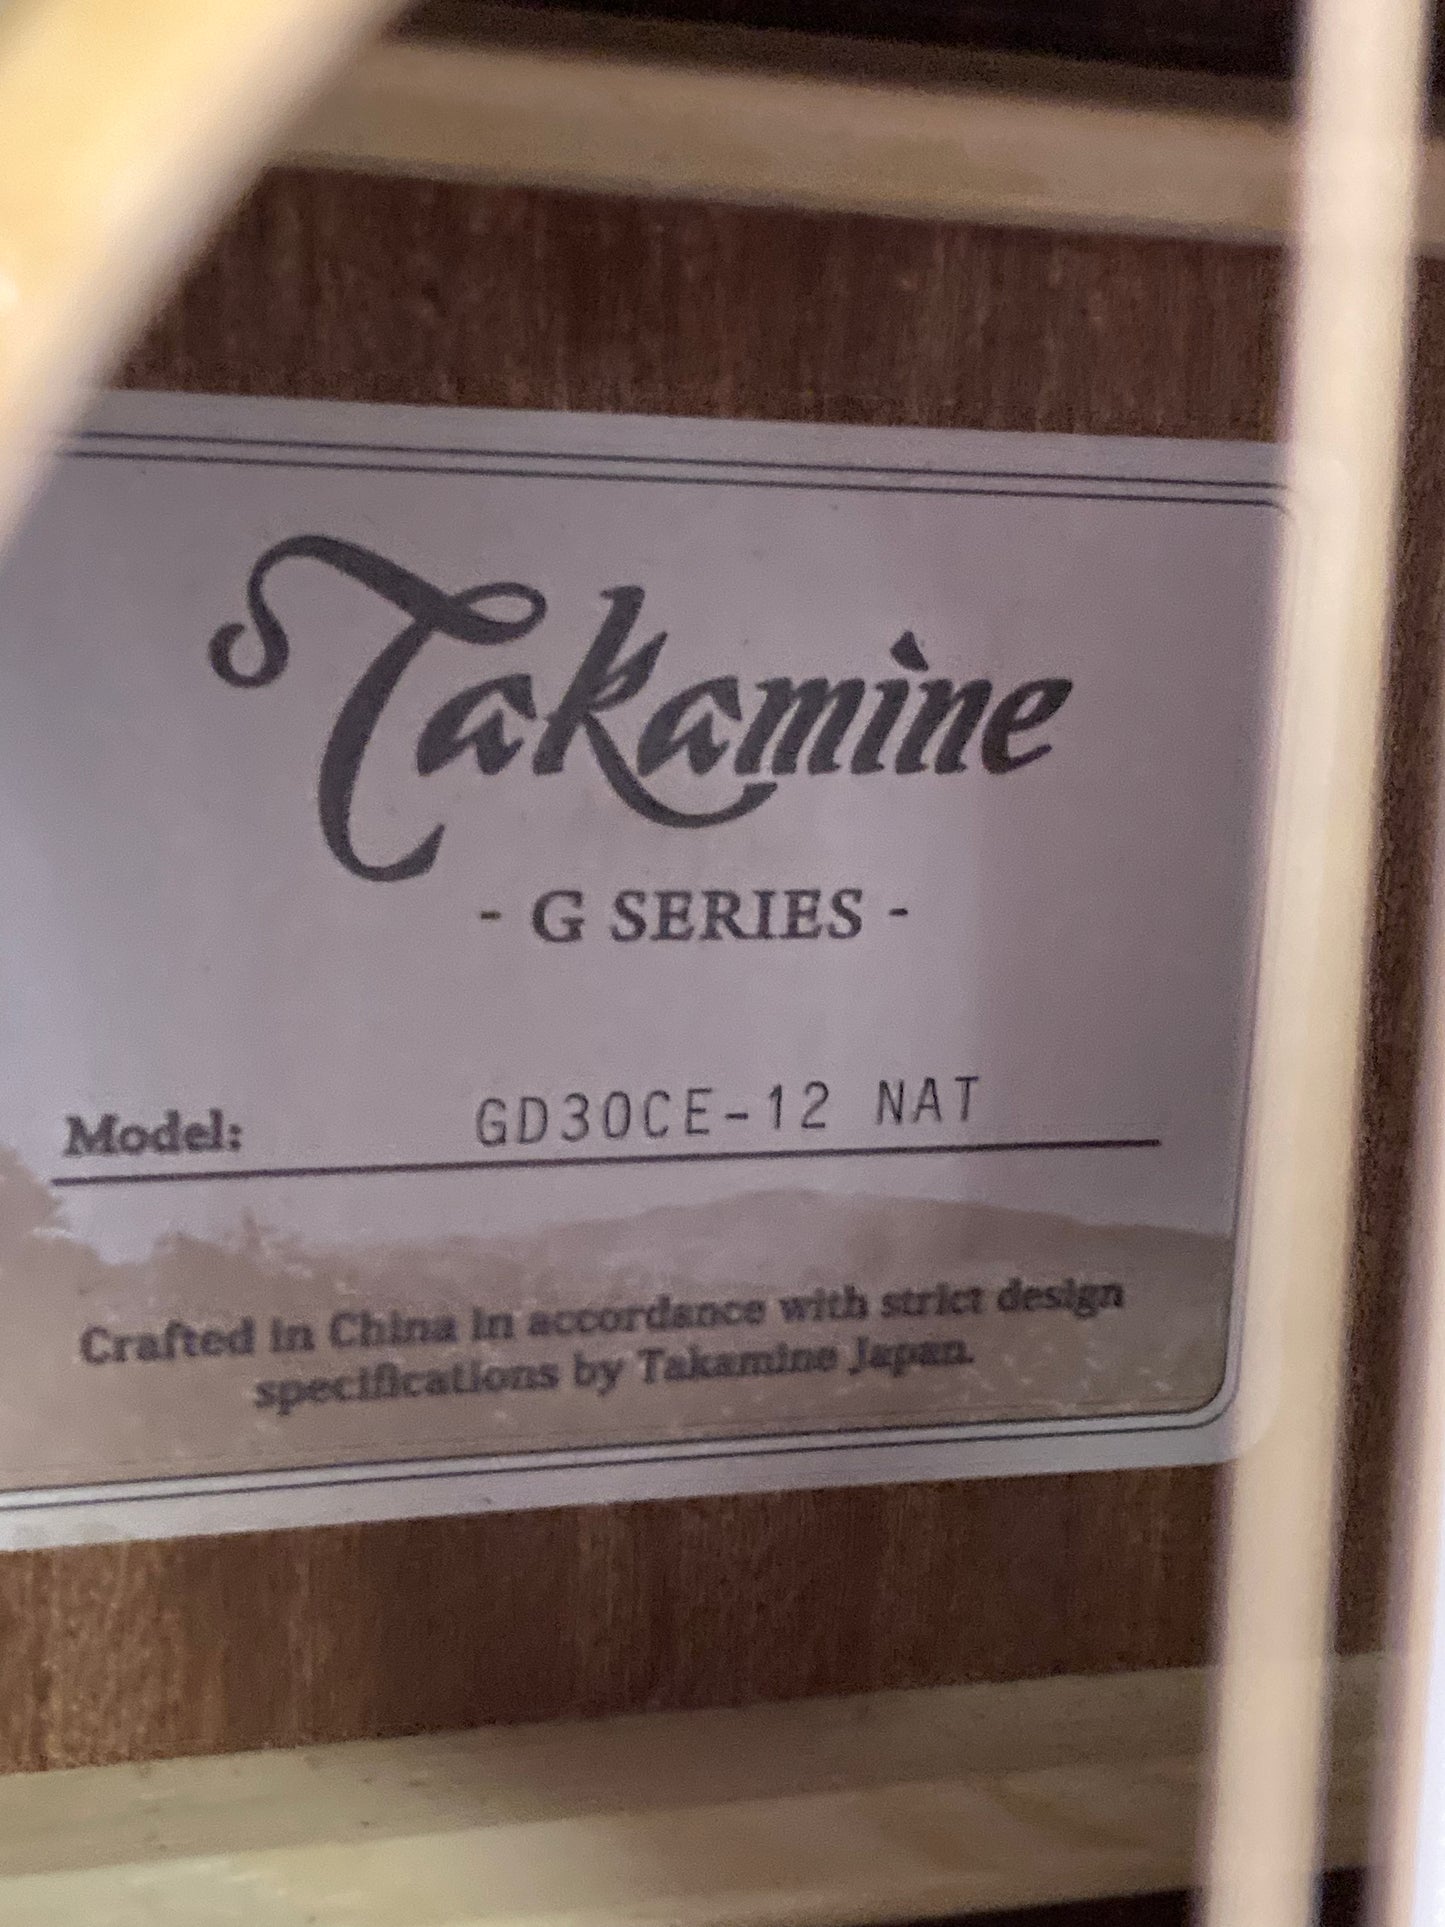 Takamine
- G SERIES -
Model: GD30CE-12 NAT
Crafted in China in accordance with strict design
specifications by Takamine Japan.